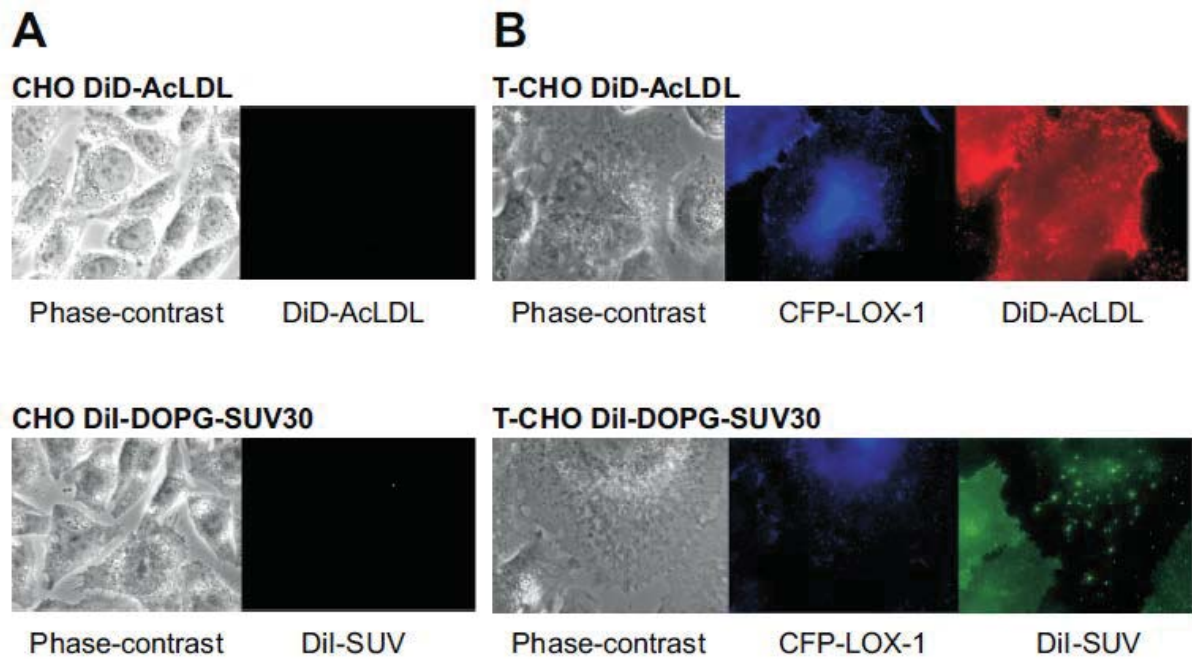 A
CHO DiD-AcLDL
Phase-contrast DiD-AcLDL
CHO DiI-DOPG-SUV30
Phase-contrast DiI-SUV
B
T-CHO DiD-AcLDL
Phase-contrast CFP-LOX-1 DiD-AcLDL
T-CHO DiI-DOPG-SUV30
Phase-contrast CFP-LOX-1 DiI-SUV